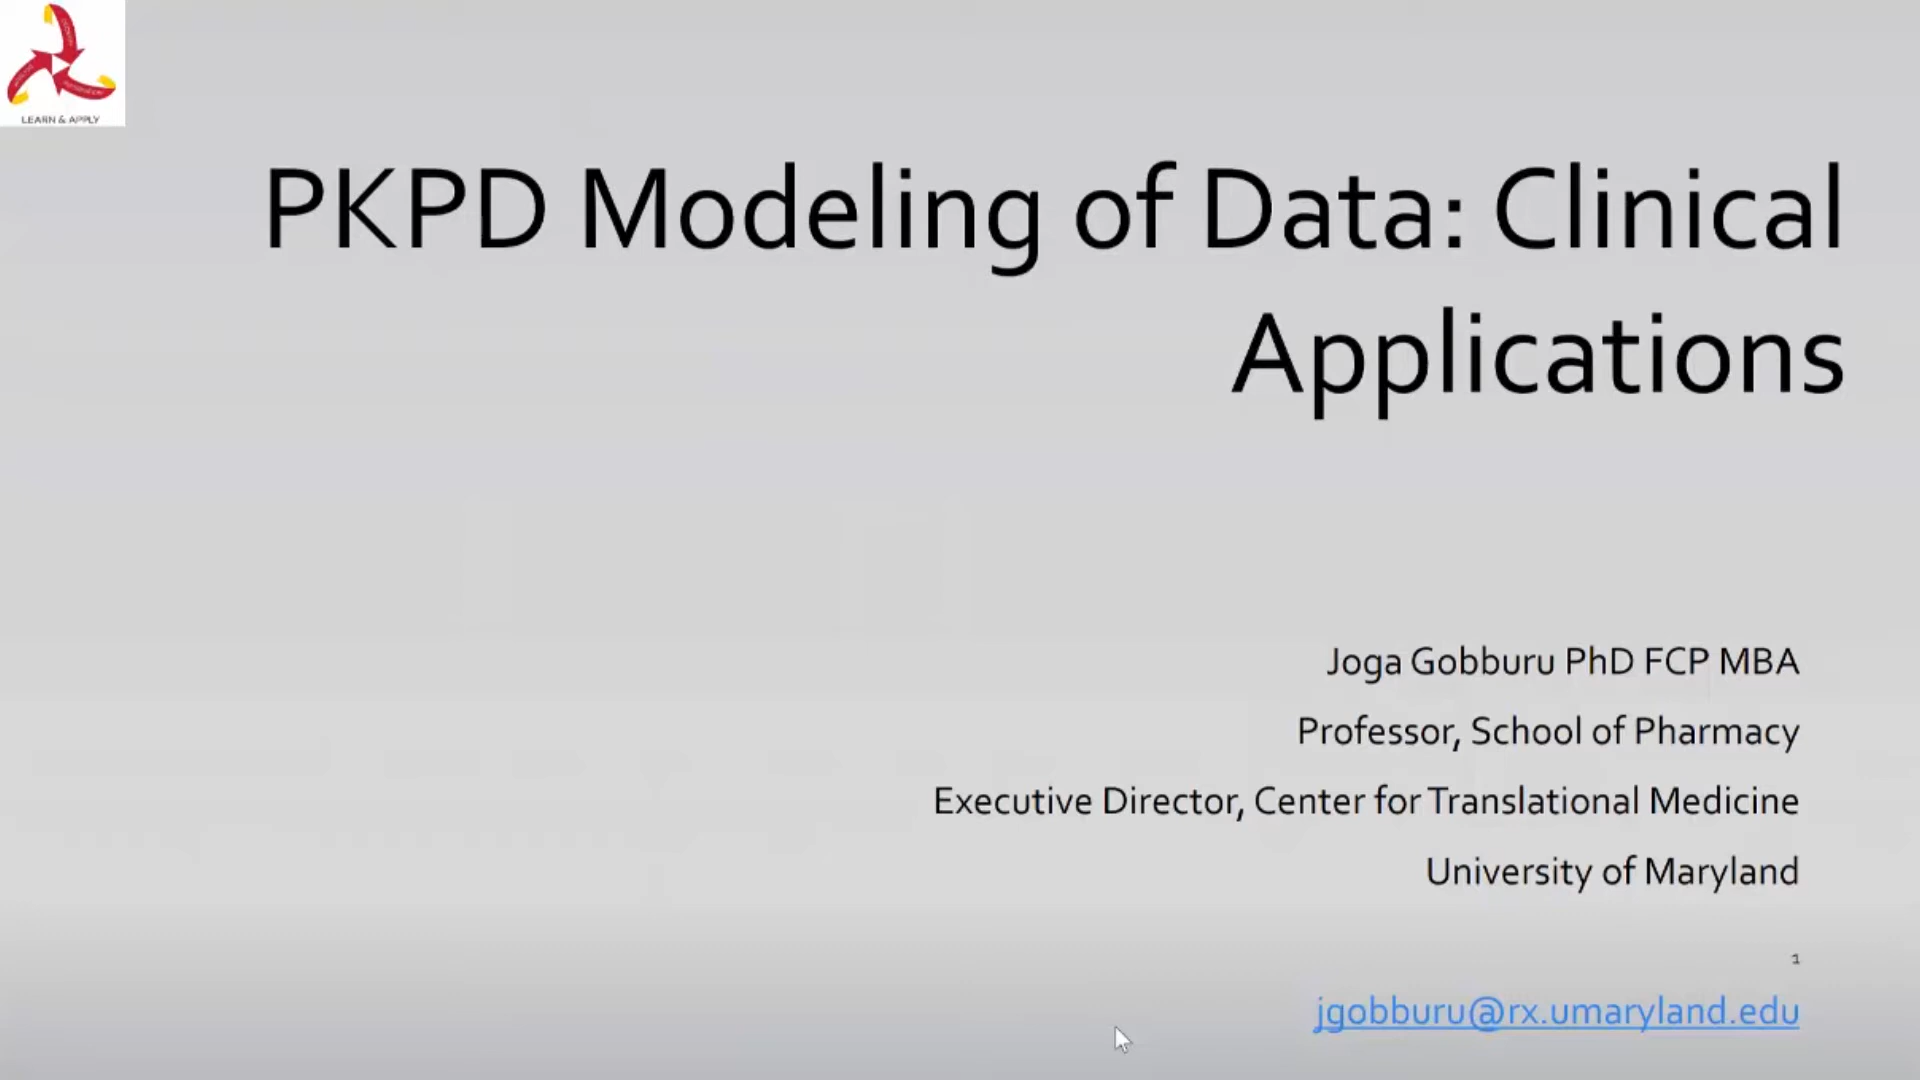 LEARN & APPLY
PKPD Modeling of Data: Clinical
Applications
Joga Gobburu PhD FCP MBA
Professor, School of Pharmacy
Executive Director, Center for Translational Medicine
University of Maryland
1
jgobburu@rx.umaryland.edu